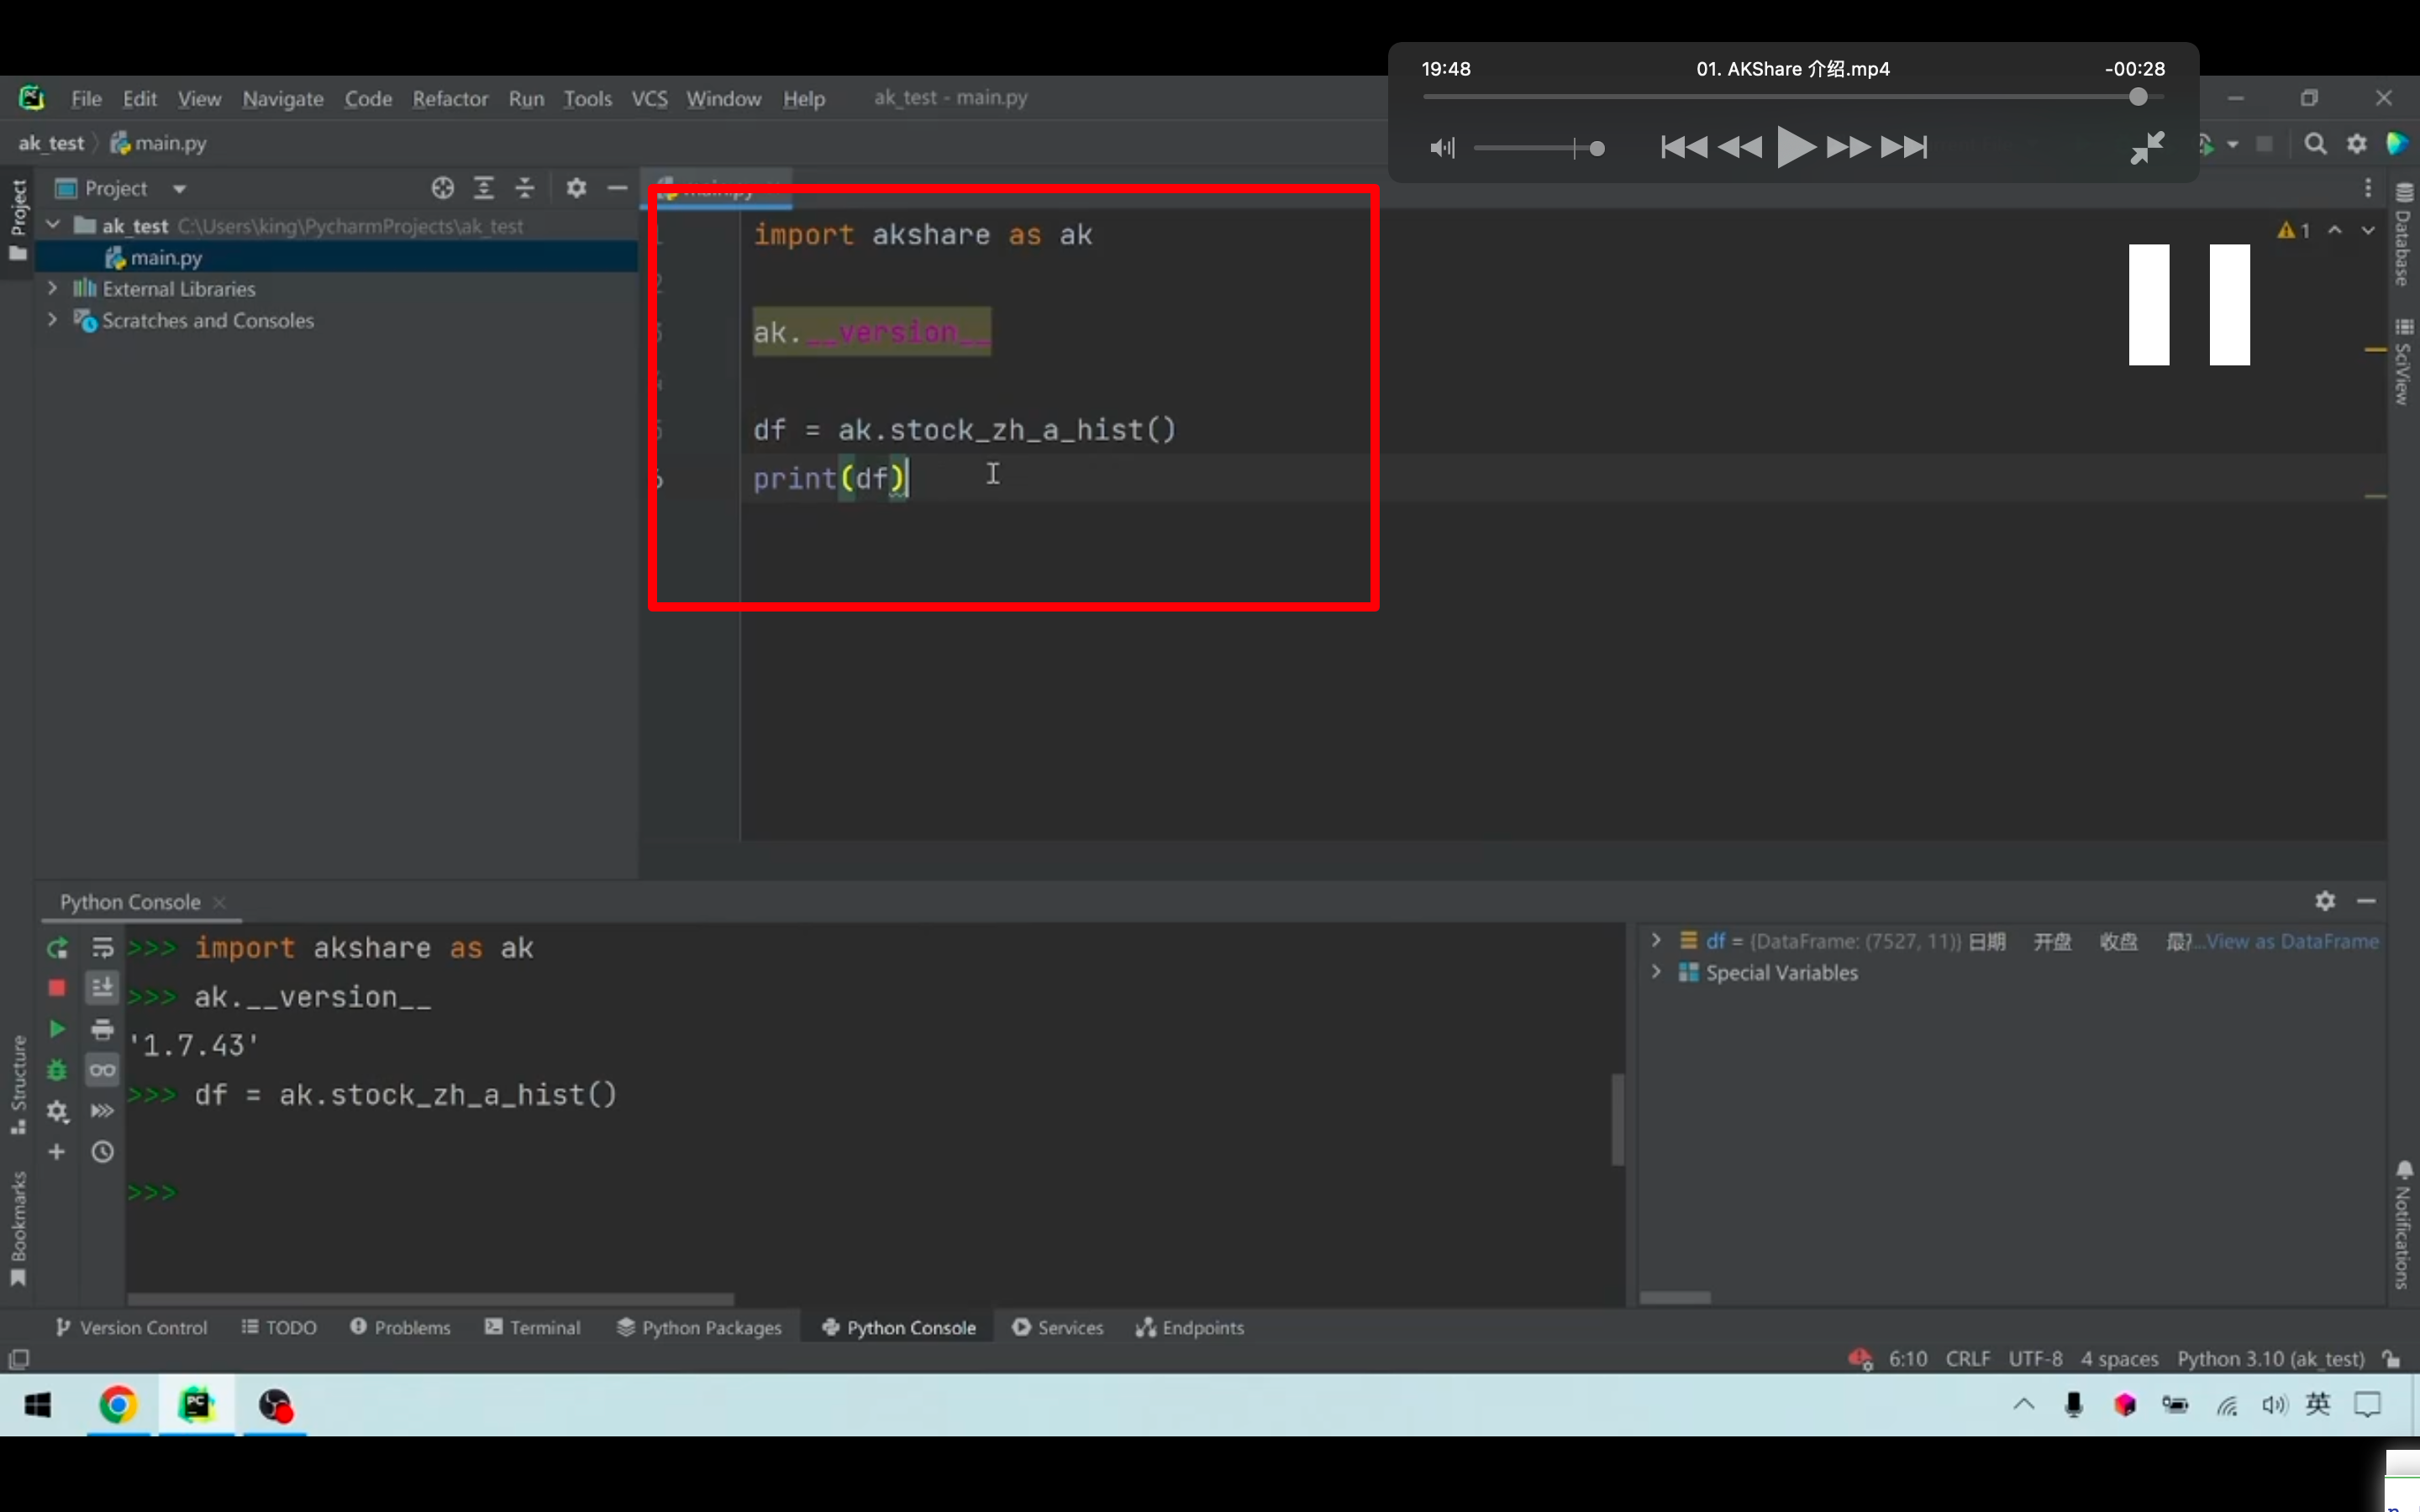 19:48 01. AKShare 介绍.mp4 -00:28
File Edit View Navigate Code Refactor Run Tools VCS Window Help ak_test - main.py
ak_test main.py
Project
Project
ak_test C:\Users\king\PycharmProjects\ak_test
main.py
External Libraries
Scratches and Consoles
import akshare as ak
ak.__version__
df = ak.stock_zh_a_hist()
print(df)
1
Database
SciView
Python Console
>>> import akshare as ak
>>> ak.__version__
'1.7.43'
>>> df = ak.stock_zh_a_hist()
>>>
df = {DataFrame: (7527, 11)} 日期 开盘 收盘 ...View as DataFrame
Special Variables
Structure
Bookmarks
Notifications
Version Control TODO Problems Terminal Python Packages Python Console Services Endpoints
6:10 CRLF UTF-8 4 spaces Python 3.10 (ak_test)
英